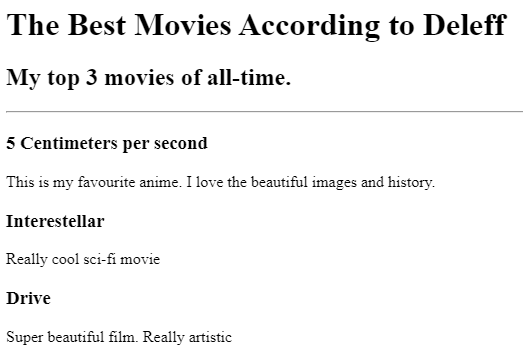 The Best Movies According to Deleff
My top 3 movies of all-time.
5 Centimeters per second
This is my favourite anime. I love the beautiful images and history.
Interestellar
Really cool sci-fi movie
Drive
Super beautiful film. Really artistic